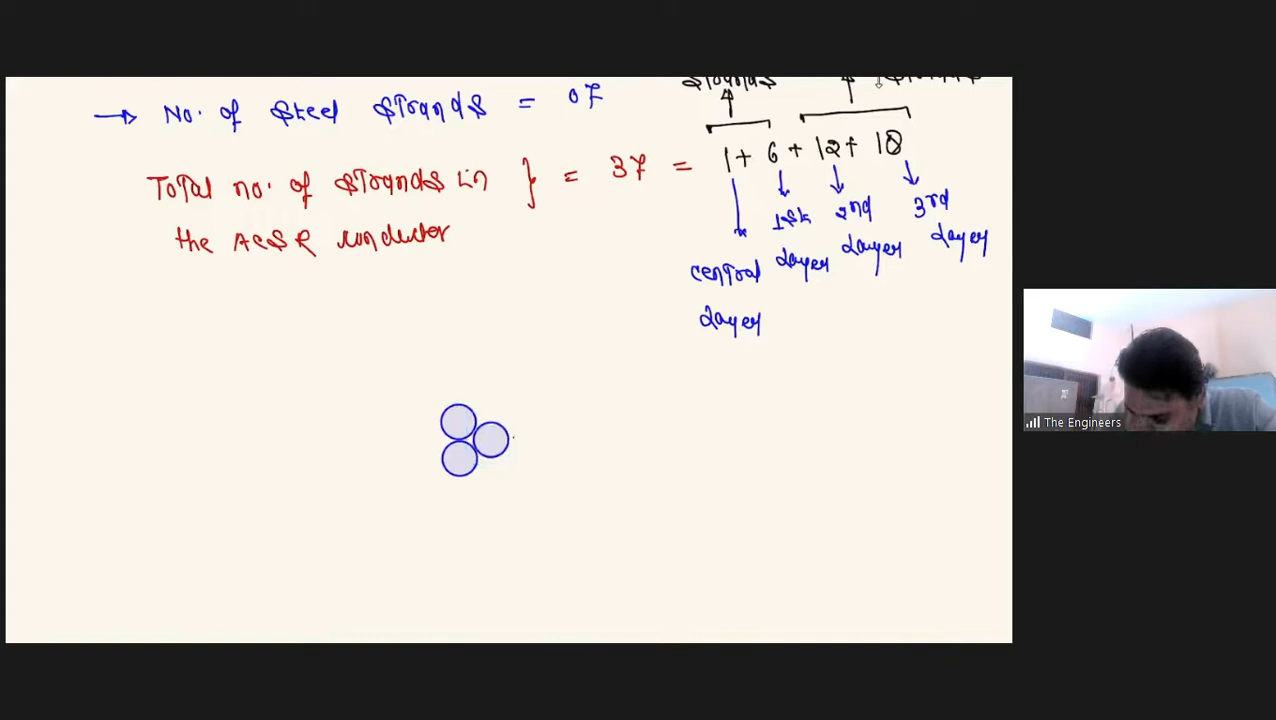 → No. of Steel Strands = 07
Strands
Total no. of Strands in } = 37 = 1 + 6 + 12 + 18
the ACSR conductor
central layer
1st layer
2nd layer
3rd layer
The Engineers